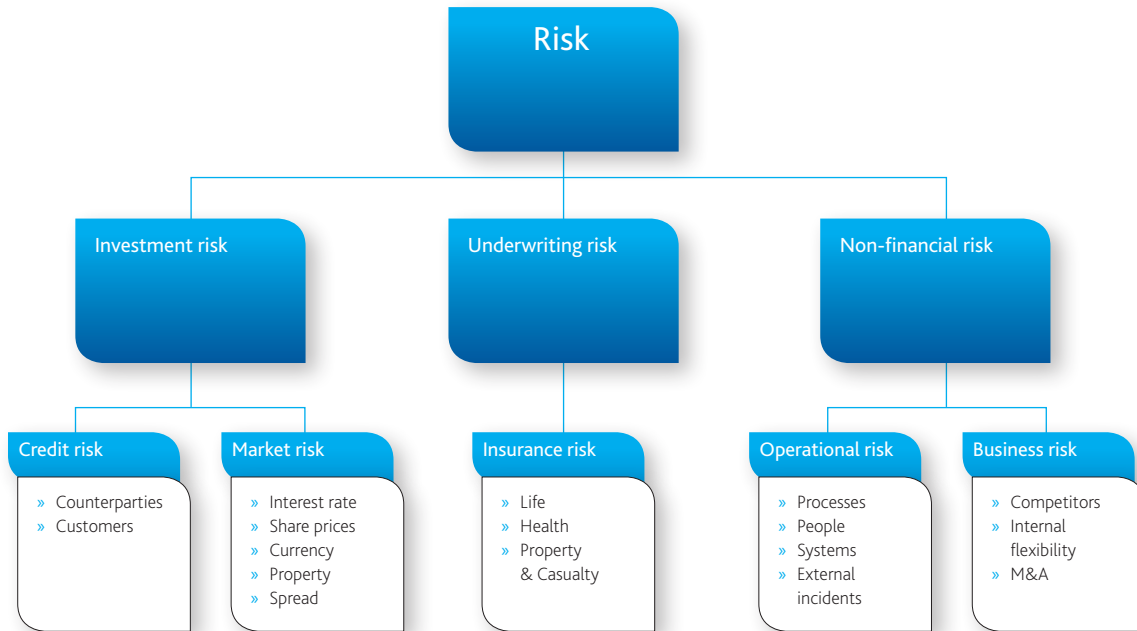 Risk
Investment risk
Underwriting risk
Non-financial risk
Credit risk
» Counterparties
» Customers
Market risk
» Interest rate
» Share prices
» Currency
» Property
» Spread
Insurance risk
» Life
» Health
» Property
& Casualty
Operational risk
» Processes
» People
» Systems
» External
incidents
Business risk
» Competitors
» Internal
flexibility
» M&A